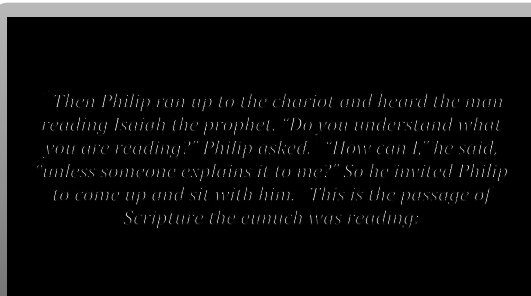 Then Philip ran up to the chariot and heard the man
reading Isaiah the prophet. “Do you understand what
you are reading?” Philip asked. “How can I,” he said,
“unless someone explains it to me?” So he invited Philip
to come up and sit with him. This is the passage of
Scripture the eunuch was reading: